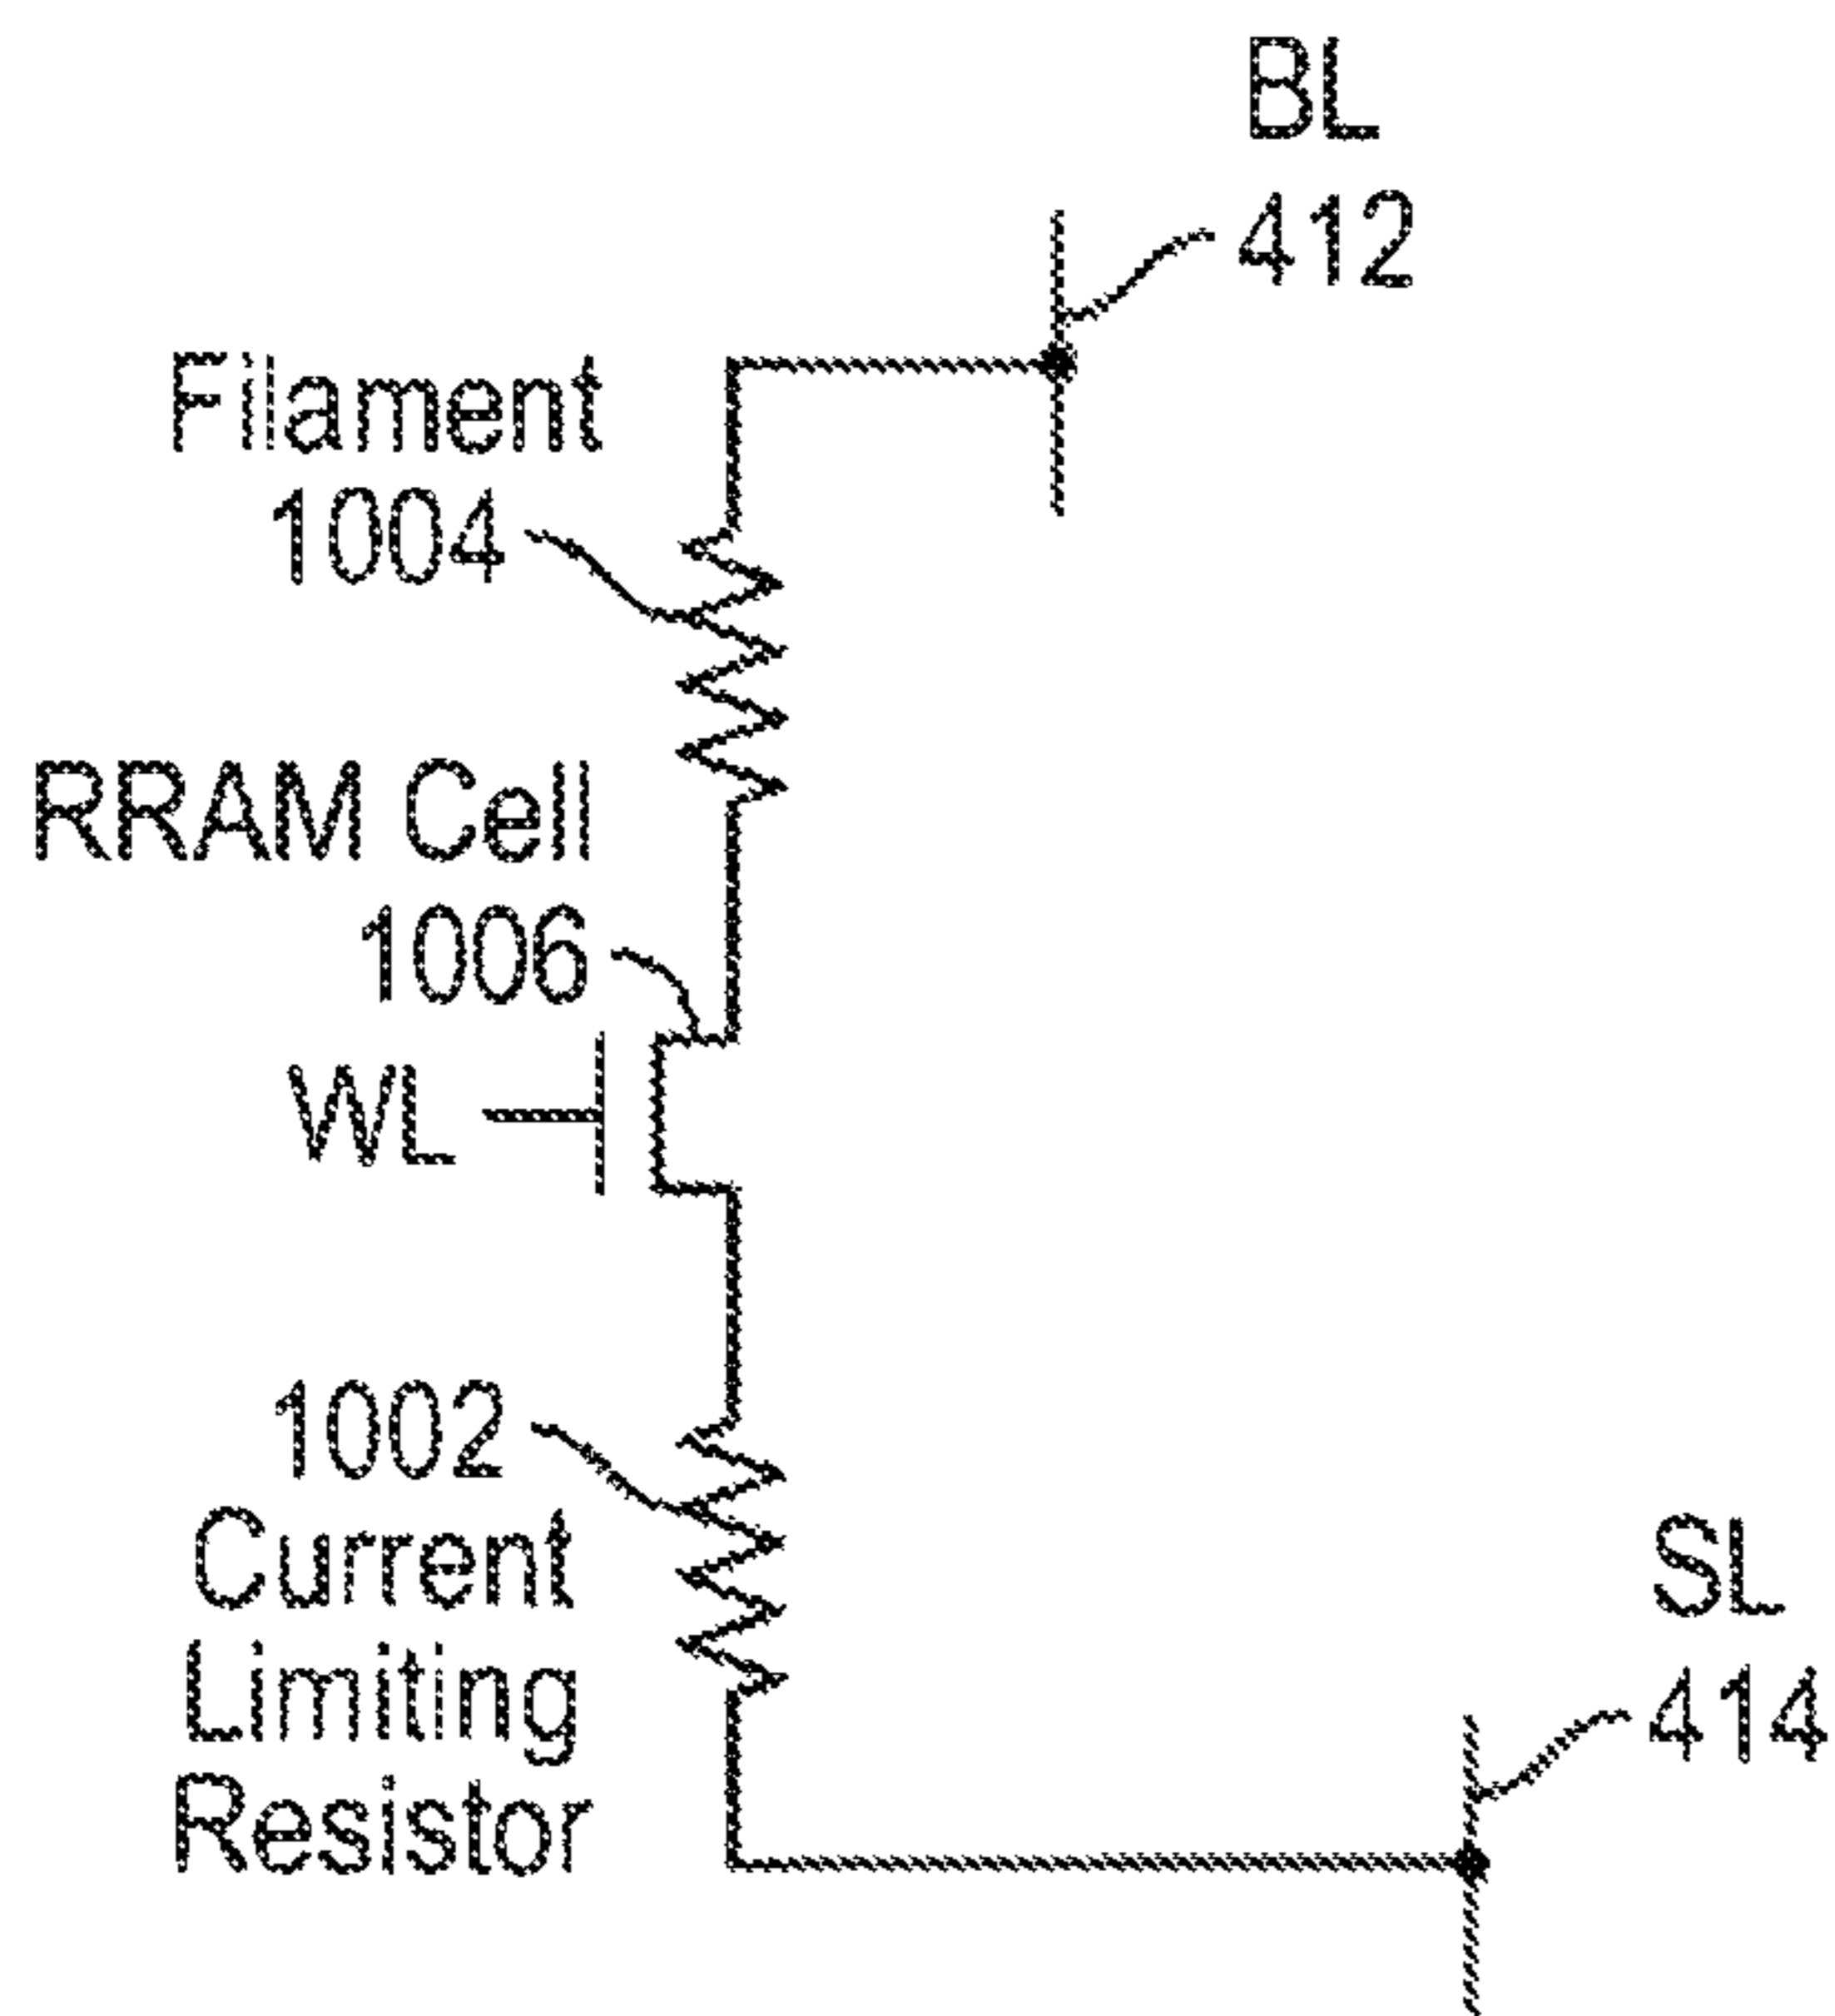 BL
412
Filament
1004
RRAM Cell
1006
WL
1002
Current
Limiting
Resistor
SL
414